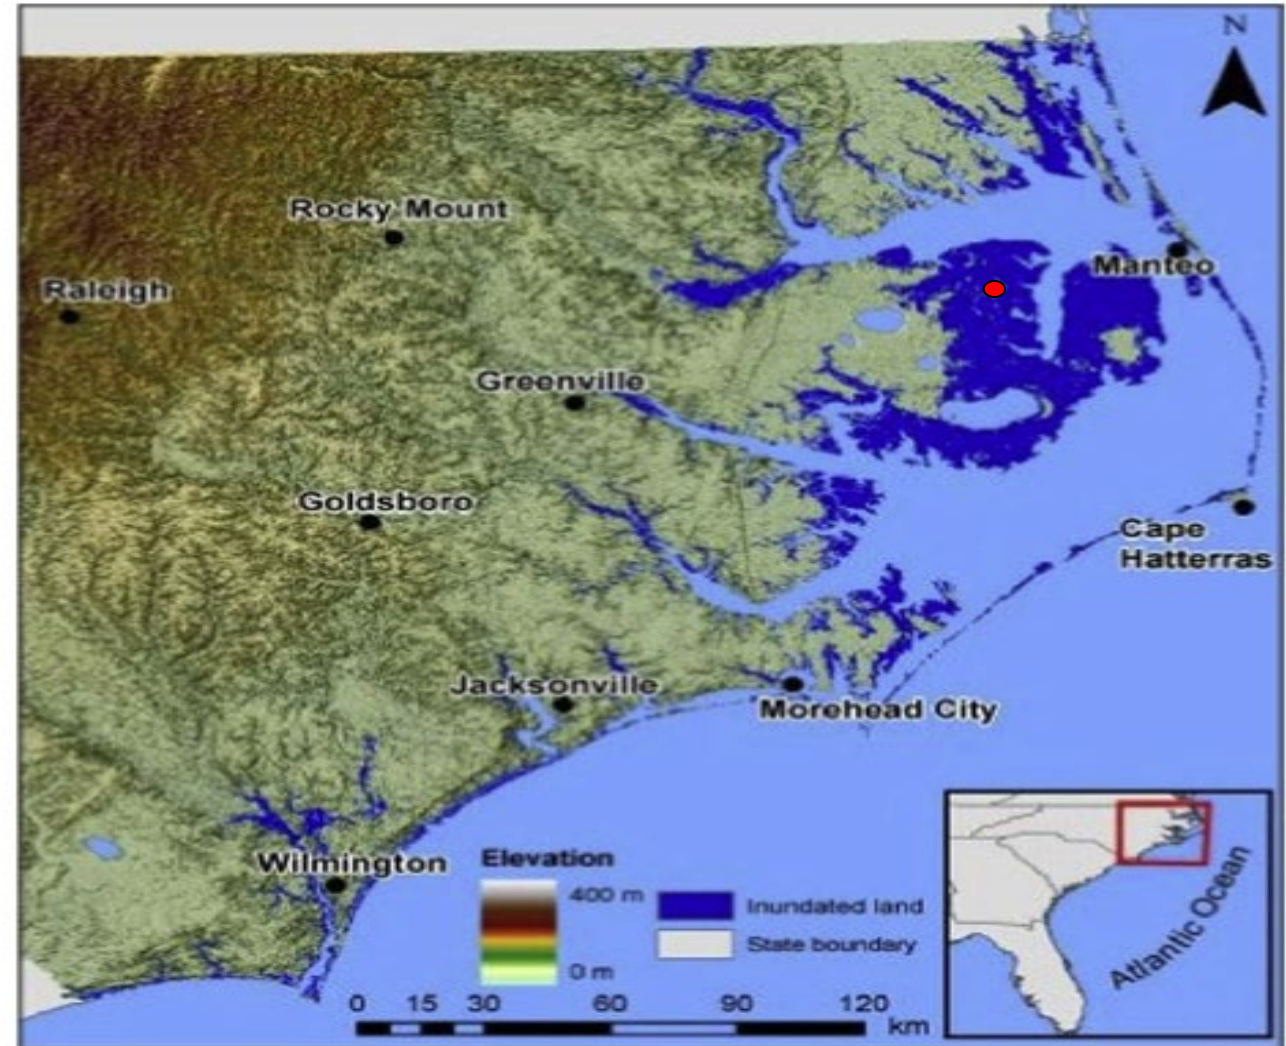 N
Rocky Mount
Manteo
Raleigh
Greenville
Goldsboro
Cape
Hatterras
Jacksonville
Morehead City
Wilmington
Elevation
400 m
0 m
Inundated land
State boundary
0 15 30 60 90 120
km
Atlantic Ocean